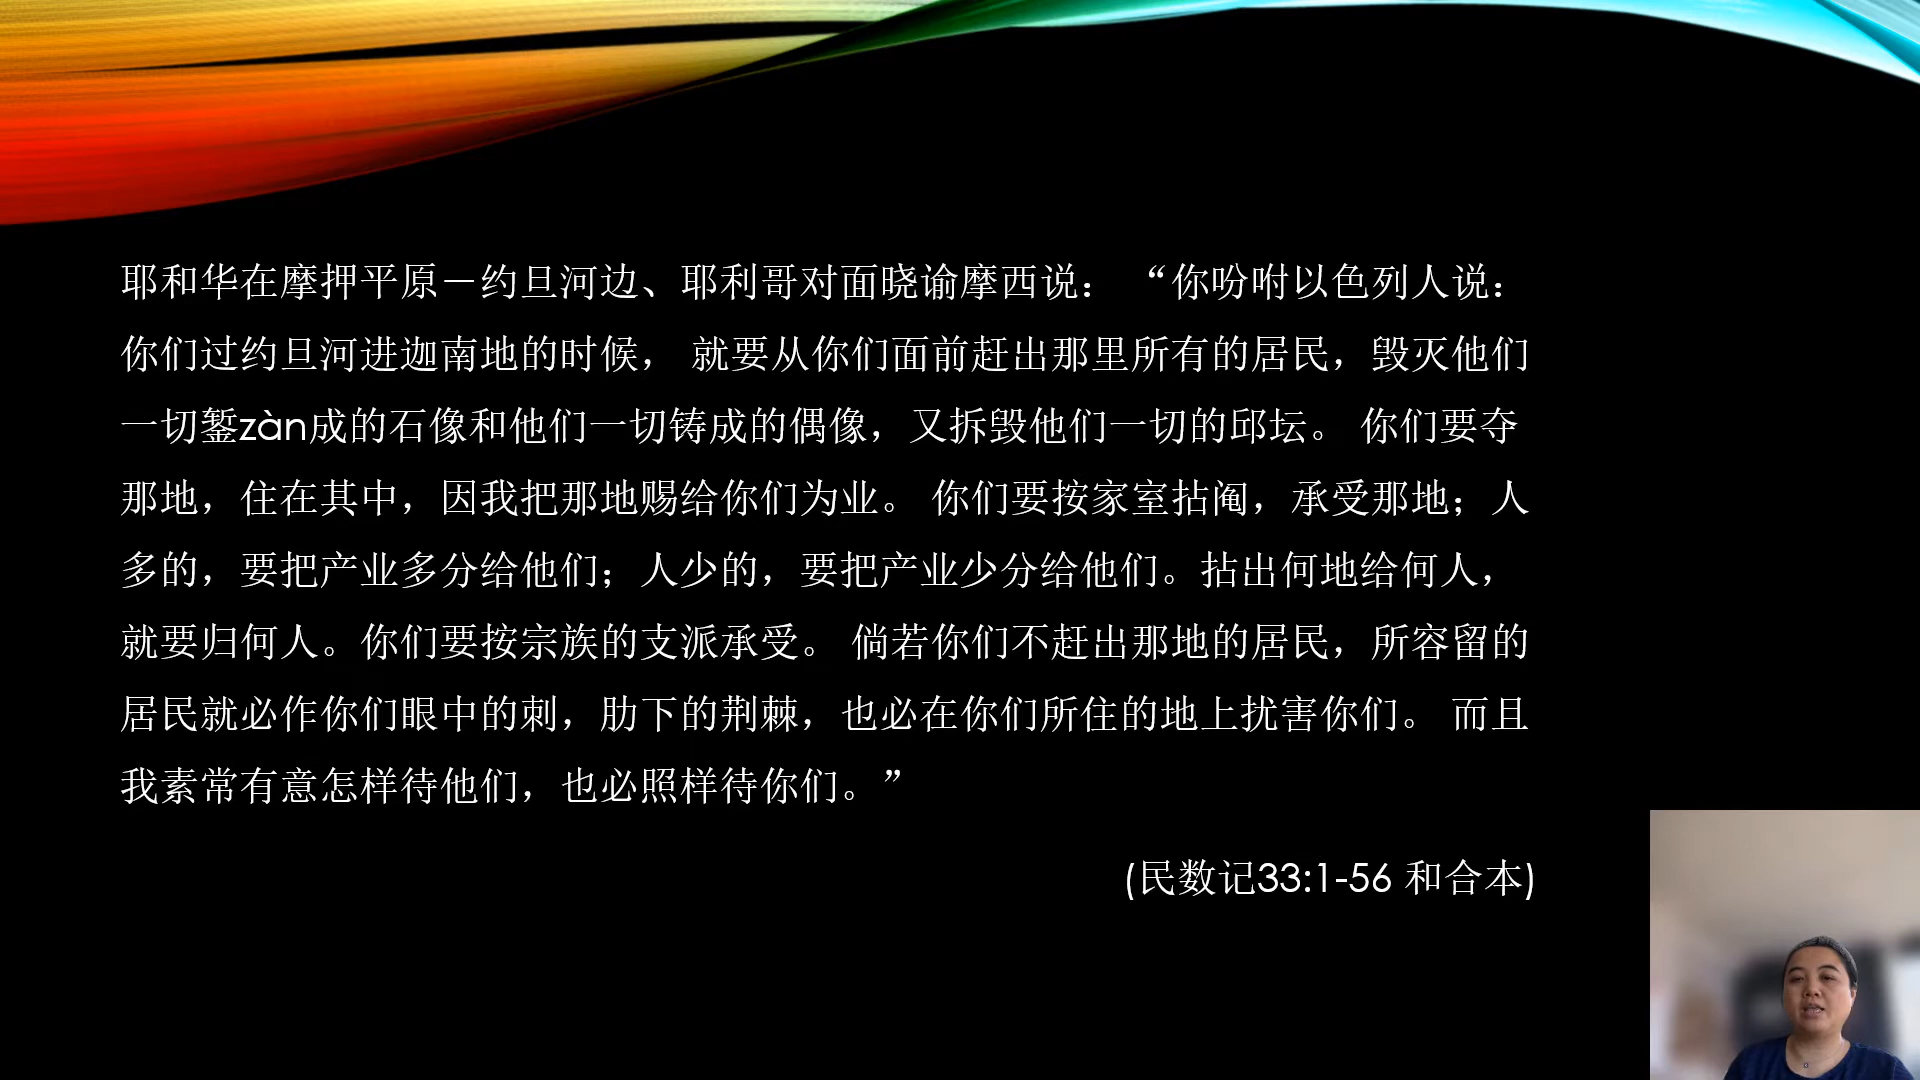 耶和华在摩押平原－约旦河边、耶利哥对面晓谕摩西说： “你吩咐以色列人说：
你们过约旦河进迦南地的时候， 就要从你们面前赶出那里所有的居民，毁灭他们
一切錾zàn成的石像和他们一切铸成的偶像，又拆毁他们一切的邱坛。 你们要夺
那地，住在其中，因我把那地赐给你们为业。 你们要按家室拈阄，承受那地；人
多的，要把产业多分给他们；人少的，要把产业少分给他们。拈出何地给何人，
就要归何人。你们要按宗族的支派承受。 倘若你们不赶出那地的居民，所容留的
居民就必作你们眼中的刺，肋下的荆棘，也必在你们所住的地上扰害你们。 而且
我素常有意怎样待他们，也必照样待你们。”
(民数记33:1-56 和合本)